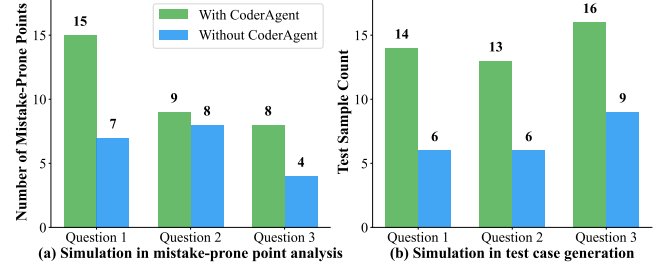 Number of Mistake-Prone Points
15
10
5
0
With CoderAgent
Without CoderAgent
15
7
9
8
8
4
Question 1
Question 2
Question 3
(a) Simulation in mistake-prone point analysis
Test Sample Count
15
10
5
0
14
6
13
6
16
9
Question 1
Question 2
Question 3
(b) Simulation in test case generation